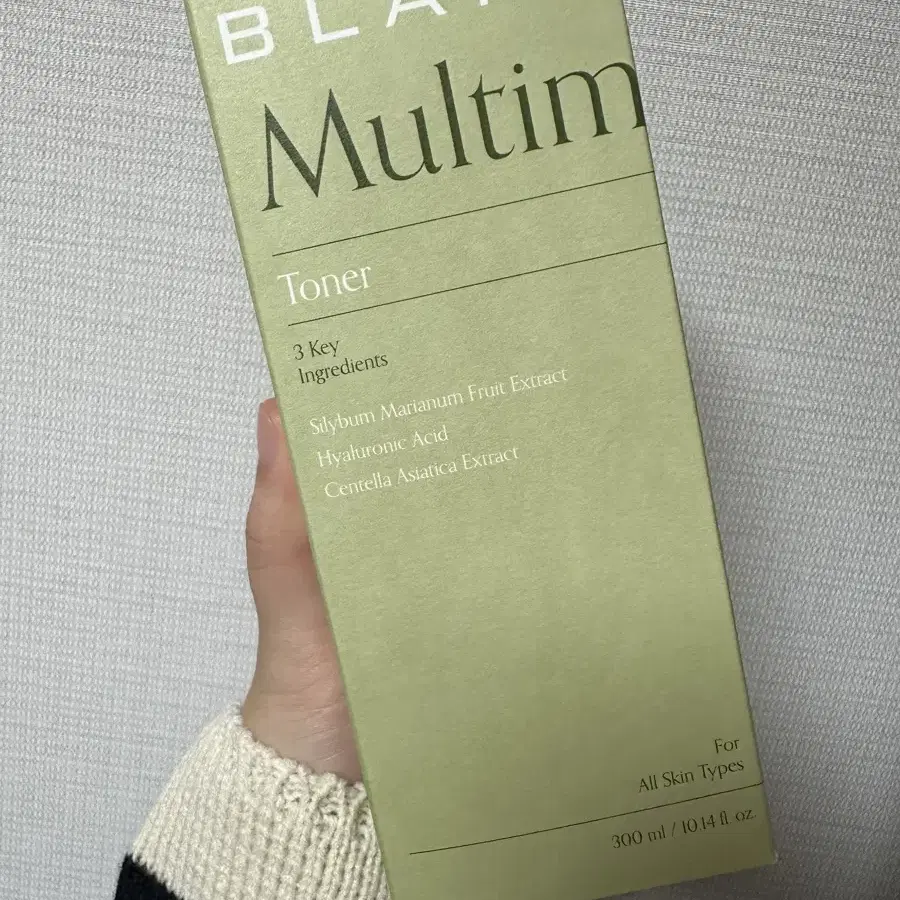 BLA
Multim
Toner
3 Key
Ingredients
Silybum Marianum Fruit Extract
Hyaluronic Acid
Centella Asiatica Extract
For
All Skin Types
300 ml / 10.14 fl. oz.